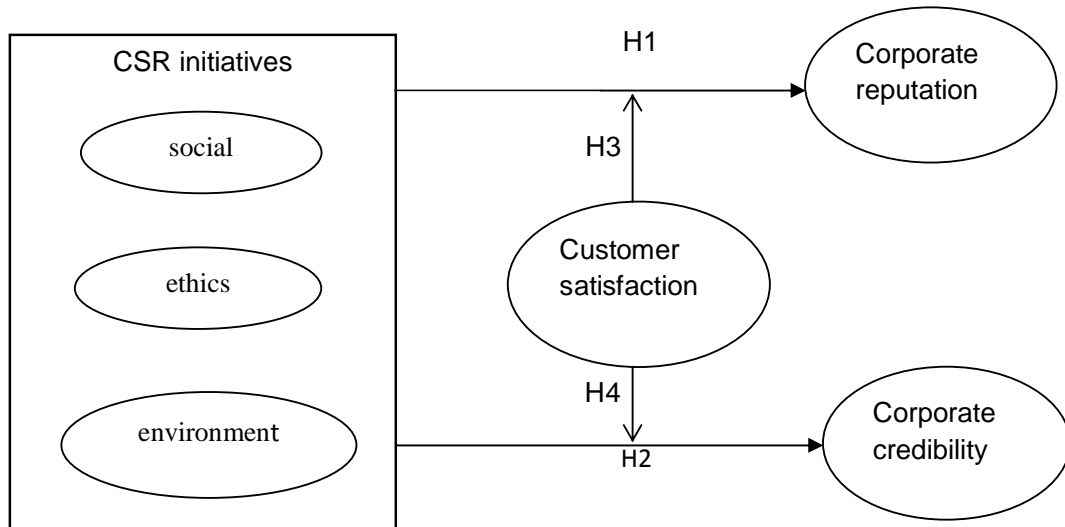 CSR initiatives
social
ethics
environment
H1
H3
Customer
satisfaction
H4
H2
Corporate
reputation
Corporate
credibility